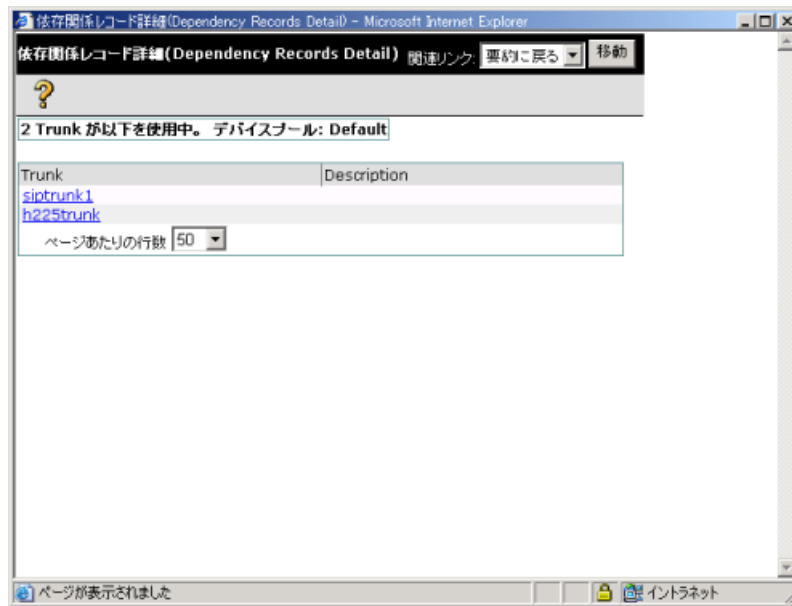 依存関係レコード詳細(Dependency Records Detail) - Microsoft Internet Explorer
依存関係レコード詳細(Dependency Records Detail) 関連リンク: 要約に戻る 移動
2 Trunk が以下を使用中。 デバイスプール: Default
Trunk Description
siptrunk1
h225trunk
ページあたりの行数 50
ページが表示されました イントラネット